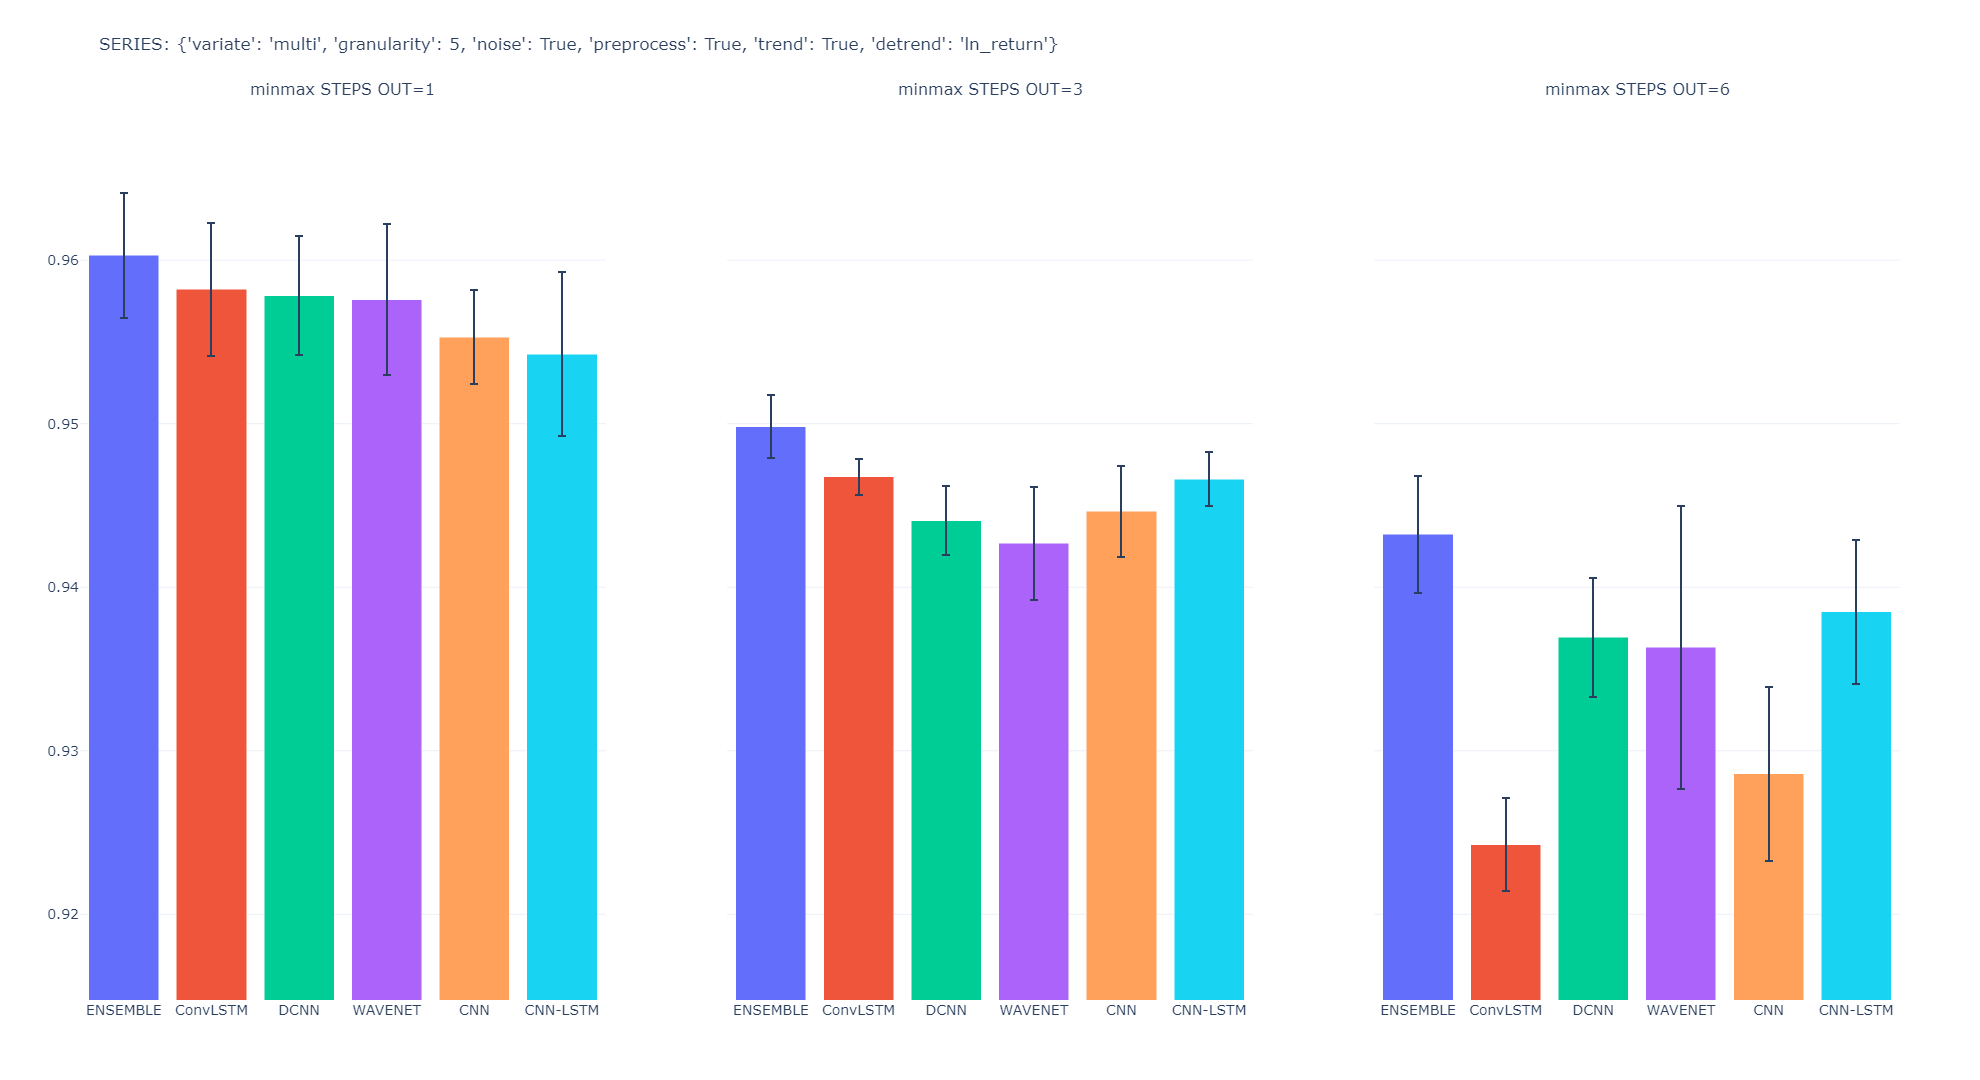 SERIES: {'variate': 'multi', 'granularity': 5, 'noise': True, 'preprocess': True, 'trend': True, 'detrend': 'ln_return'}
minmax STEPS OUT=1
minmax STEPS OUT=3
minmax STEPS OUT=6
0.96
0.95
0.94
0.93
0.92
ENSEMBLE ConvLSTM DCNN WAVENET CNN CNN-LSTM
ENSEMBLE ConvLSTM DCNN WAVENET CNN CNN-LSTM
ENSEMBLE ConvLSTM DCNN WAVENET CNN CNN-LSTM